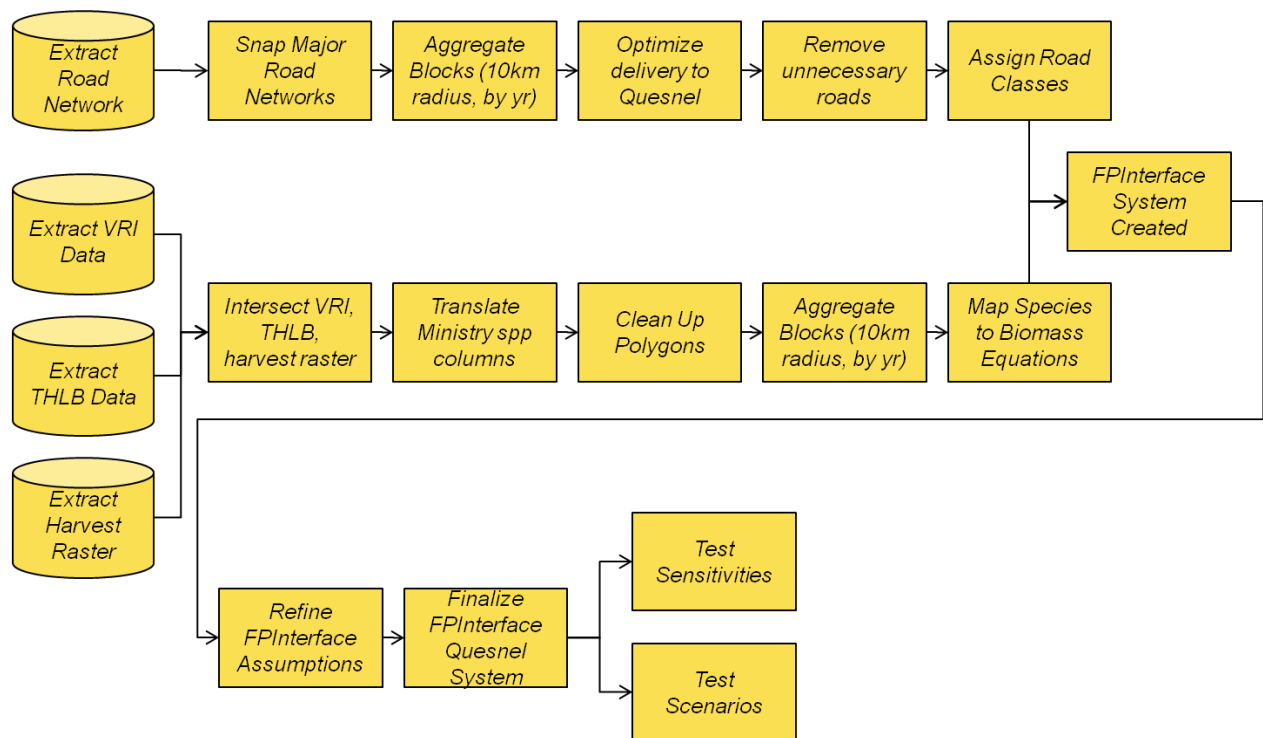 Extract
Road
Network
Snap Major
Road
Networks
Aggregate
Blocks (10km
radius, by yr)
Optimize
delivery to
Quesnel
Remove
unnecessary
roads
Assign Road
Classes
FPInterface
System
Created
Extract VRI
Data
Extract
THLB Data
Extract
Harvest
Raster
Intersect VRI,
THLB,
harvest raster
Translate
Ministry spp
columns
Clean Up
Polygons
Aggregate
Blocks (10km
radius, by yr)
Map Species
to Biomass
Equations
Refine
FPInterface
Assumptions
Finalize
FPInterface
Quesnel
System
Test
Sensitivities
Test
Scenarios